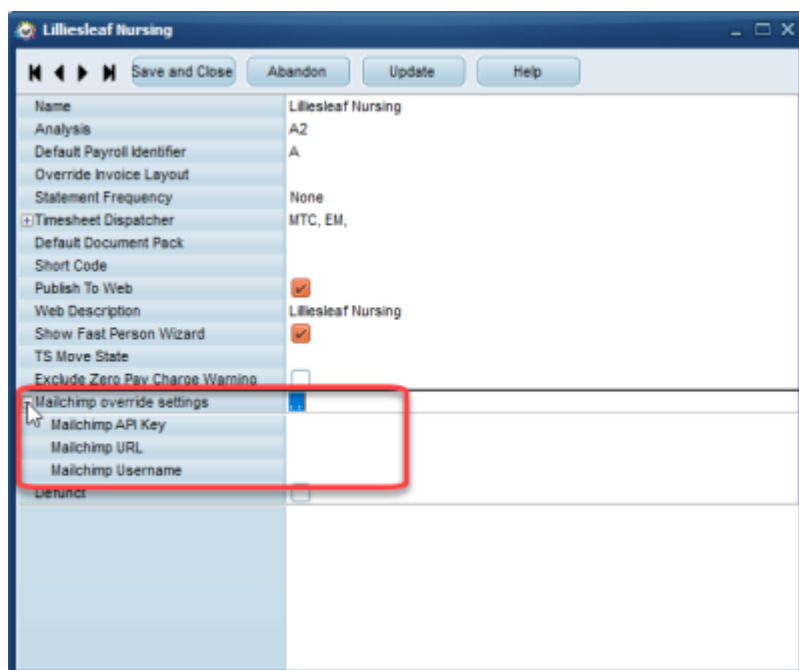 Lilliesleaf Nursing
Save and Close Abandon Update Help
Name Lilliesleaf Nursing
Analysis A2
Default Payroll Identifier A
Override Invoice Layout
Statement Frequency None
Timesheet Dispatcher MTC, EM,
Default Document Pack
Short Code
Publish To Web
Web Description Lilliesleaf Nursing
Show Fast Person Wizard
TS Move State
Exclude Zero Pay Charge Warning
Mailchimp override settings , ,
Mailchimp API Key
Mailchimp URL
Mailchimp Username
Defunct